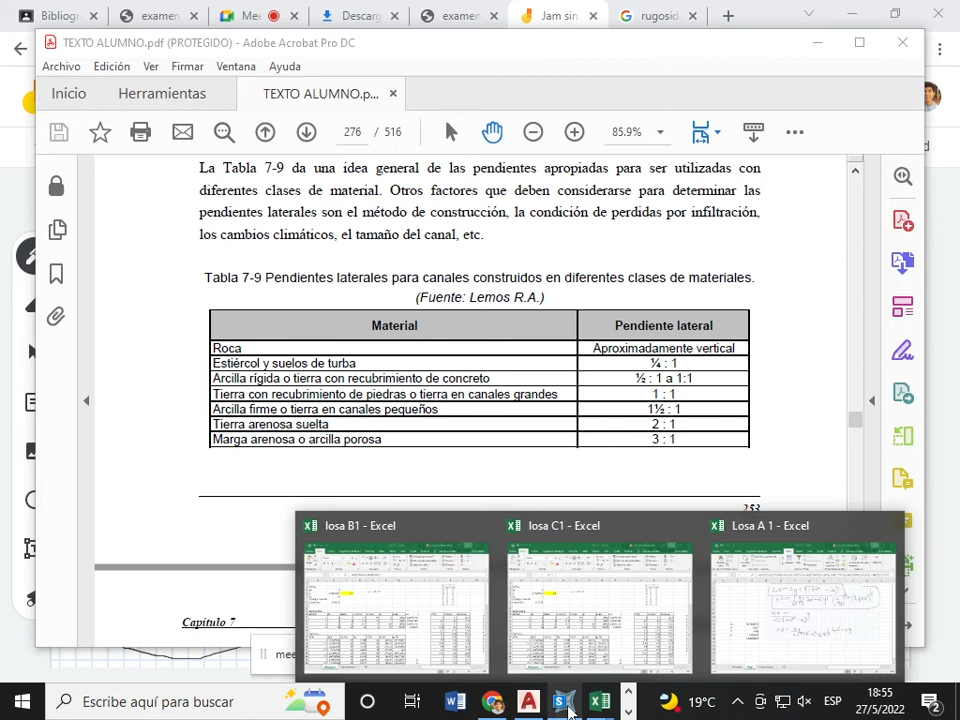 Bibliogr
examen
Mee
Descarg
examen
Jam sin
rugosid
TEXTO ALUMNO.pdf (PROTEGIDO) - Adobe Acrobat Pro DC
Archivo Edición Ver Firmar Ventana Ayuda
Inicio Herramientas TEXTO ALUMNO.p...
276 / 516 85.9%
La Tabla 7-9 da una idea general de las pendientes apropiadas para ser utilizadas con
diferentes clases de material. Otros factores que deben considerarse para determinar las
pendientes laterales son el método de construcción, la condición de perdidas por infiltración,
los cambios climáticos, el tamaño del canal, etc.
Tabla 7-9 Pendientes laterales para canales construidos en diferentes clases de materiales.
(Fuente: Lemos R.A.)
Material Pendiente lateral
Roca Aproximadamente vertical
Estiércol y suelos de turba ¼ : 1
Arcilla rígida o tierra con recubrimiento de concreto ½ : 1 a 1:1
Tierra con recubrimiento de piedras o tierra en canales grandes 1 : 1
Arcilla firme o tierra en canales pequeños 1½ : 1
Tierra arenosa suelta 2 : 1
Marga arenosa o arcilla porosa 3 : 1
253
losa B1 - Excel losa C1 - Excel Losa A 1 - Excel
Capítulo 7
mee
Escribe aquí para buscar
19°C
ESP
18:55
27/5/2022
2